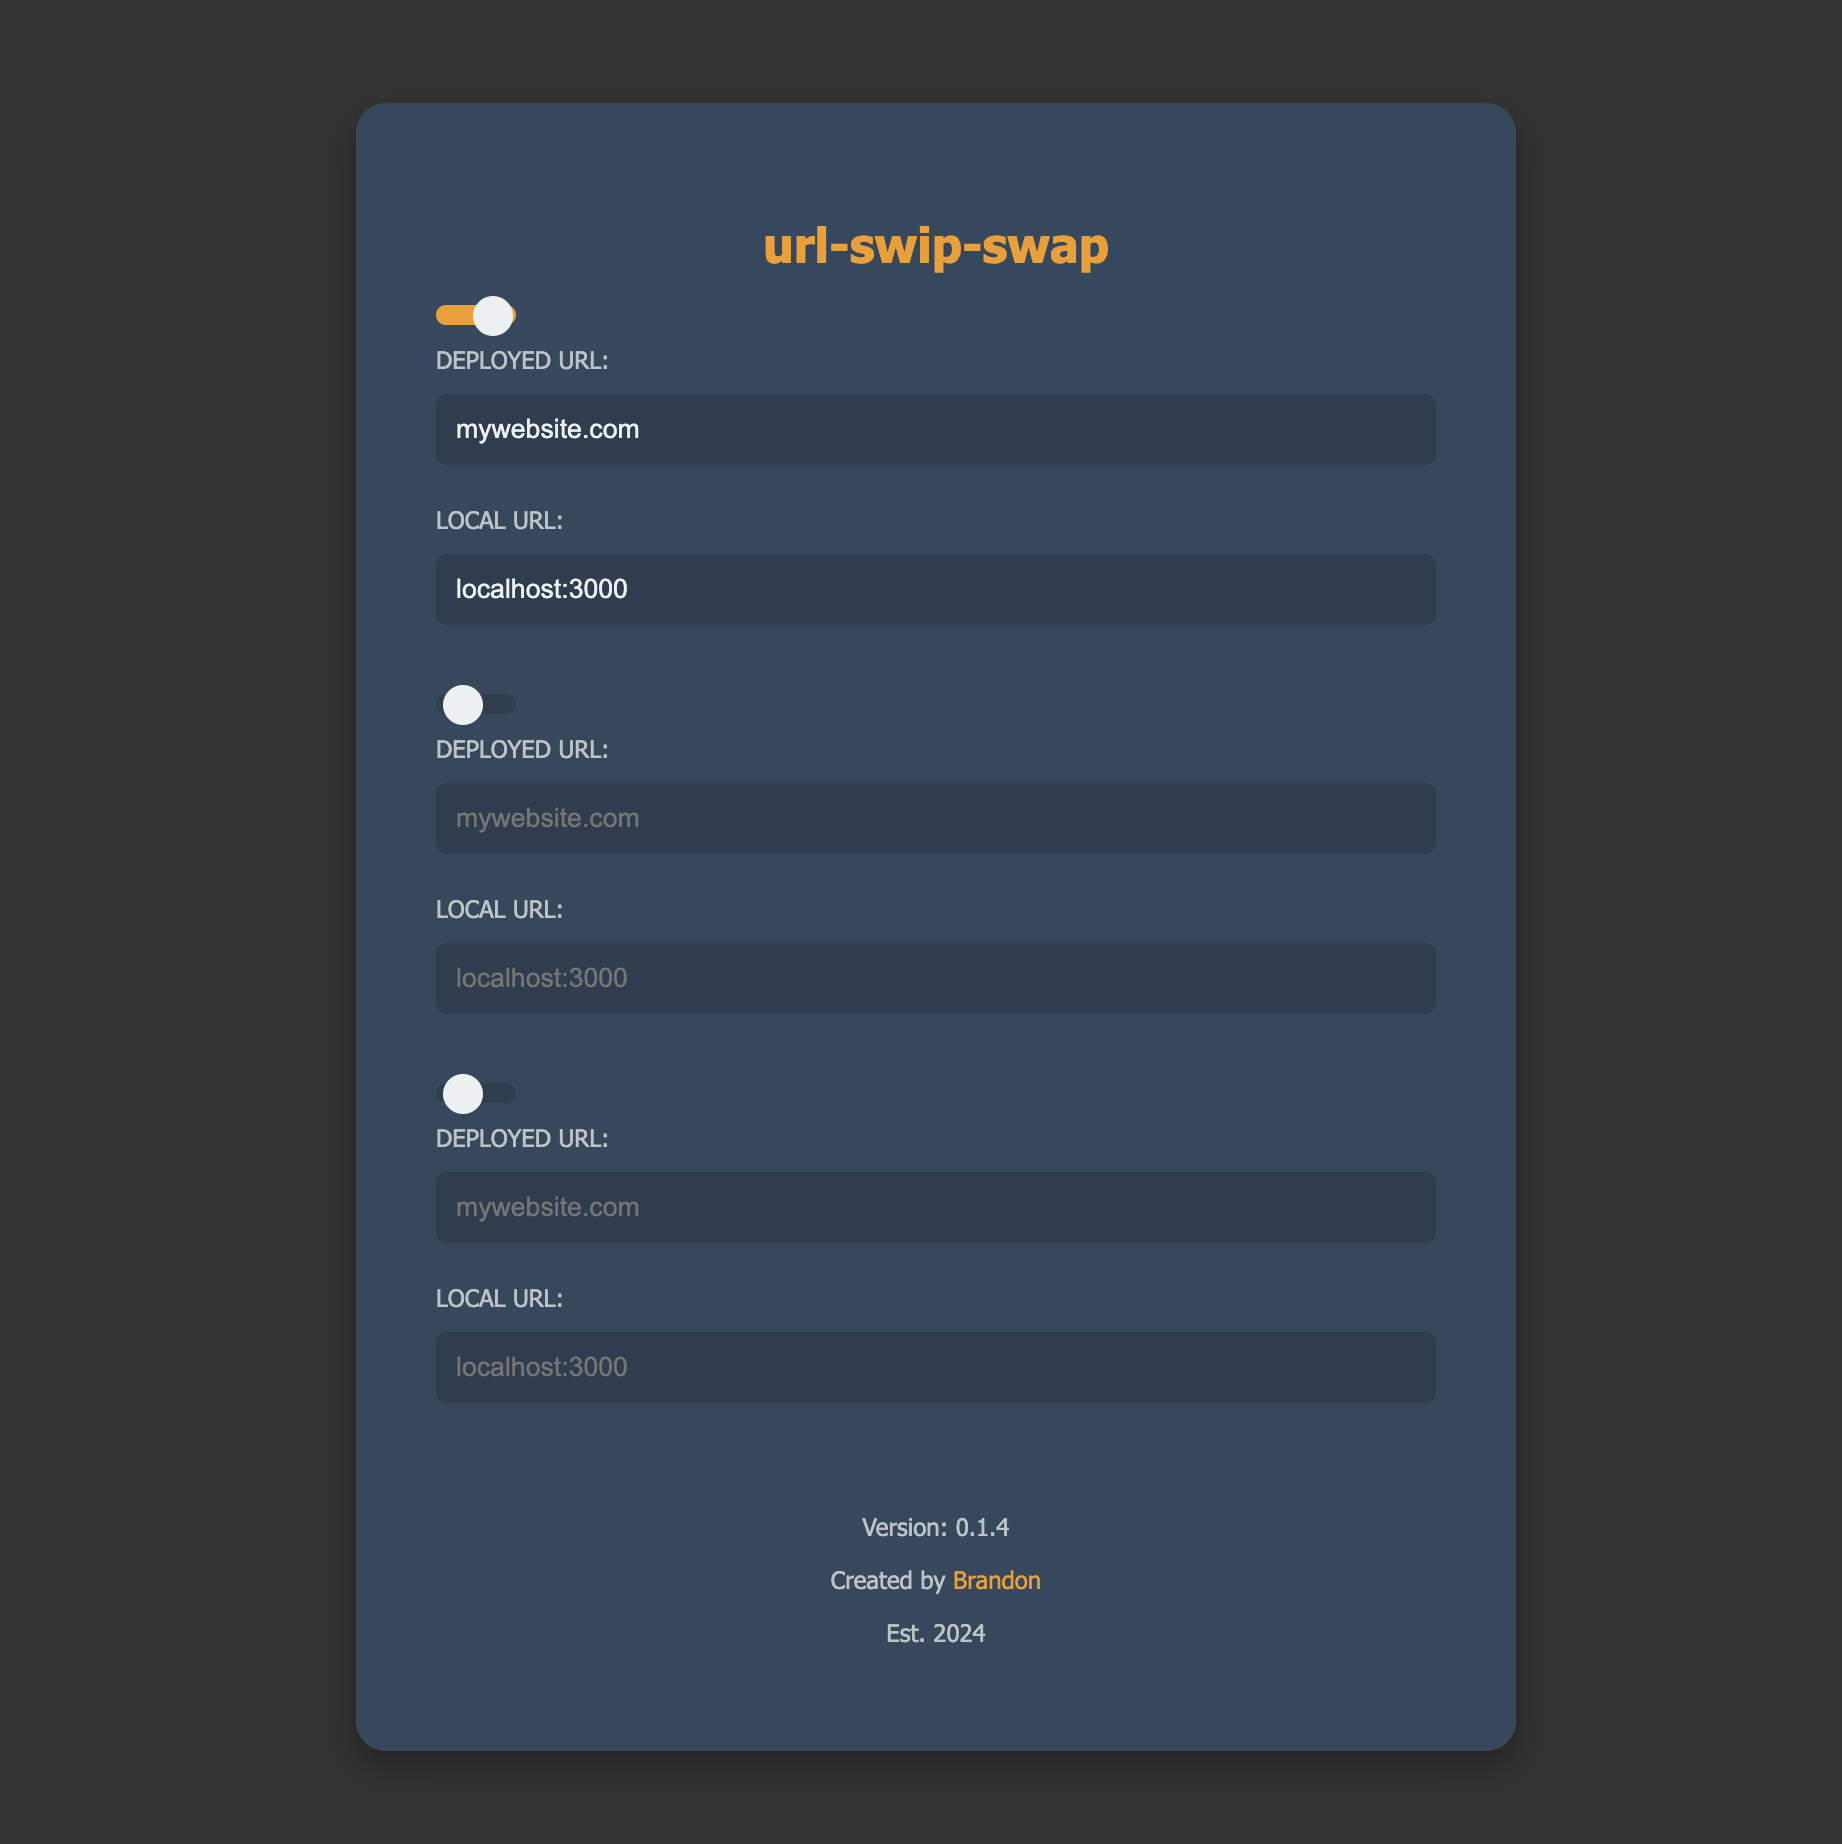 url-swip-swap
DEPLOYED URL:
mywebsite.com
LOCAL URL:
localhost:3000
DEPLOYED URL:
mywebsite.com
LOCAL URL:
localhost:3000
DEPLOYED URL:
mywebsite.com
LOCAL URL:
localhost:3000
Version: 0.1.4
Created by Brandon
Est. 2024